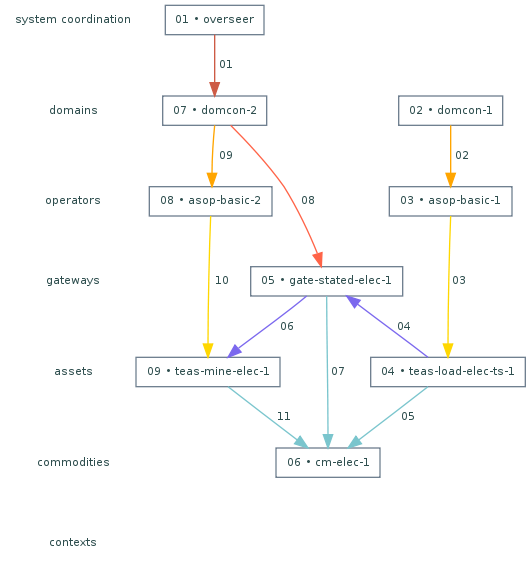 system coordination
01 • overseer
01
domains
07 • domcon-2
02 • domcon-1
09
02
operators
08 • asop-basic-2
08
03 • asop-basic-1
gateways
10
05 • gate-stated-elec-1
03
06
04
assets
09 • teas-mine-elec-1
07
04 • teas-load-elec-ts-1
11
05
commodities
06 • cm-elec-1
contexts